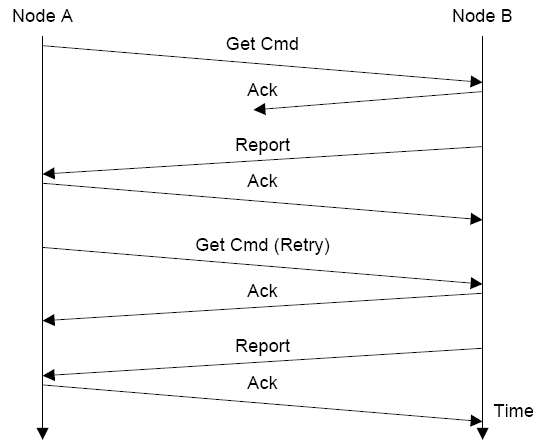 Node A
Node B
Get Cmd
Ack
Report
Ack
Get Cmd (Retry)
Ack
Report
Ack
Time